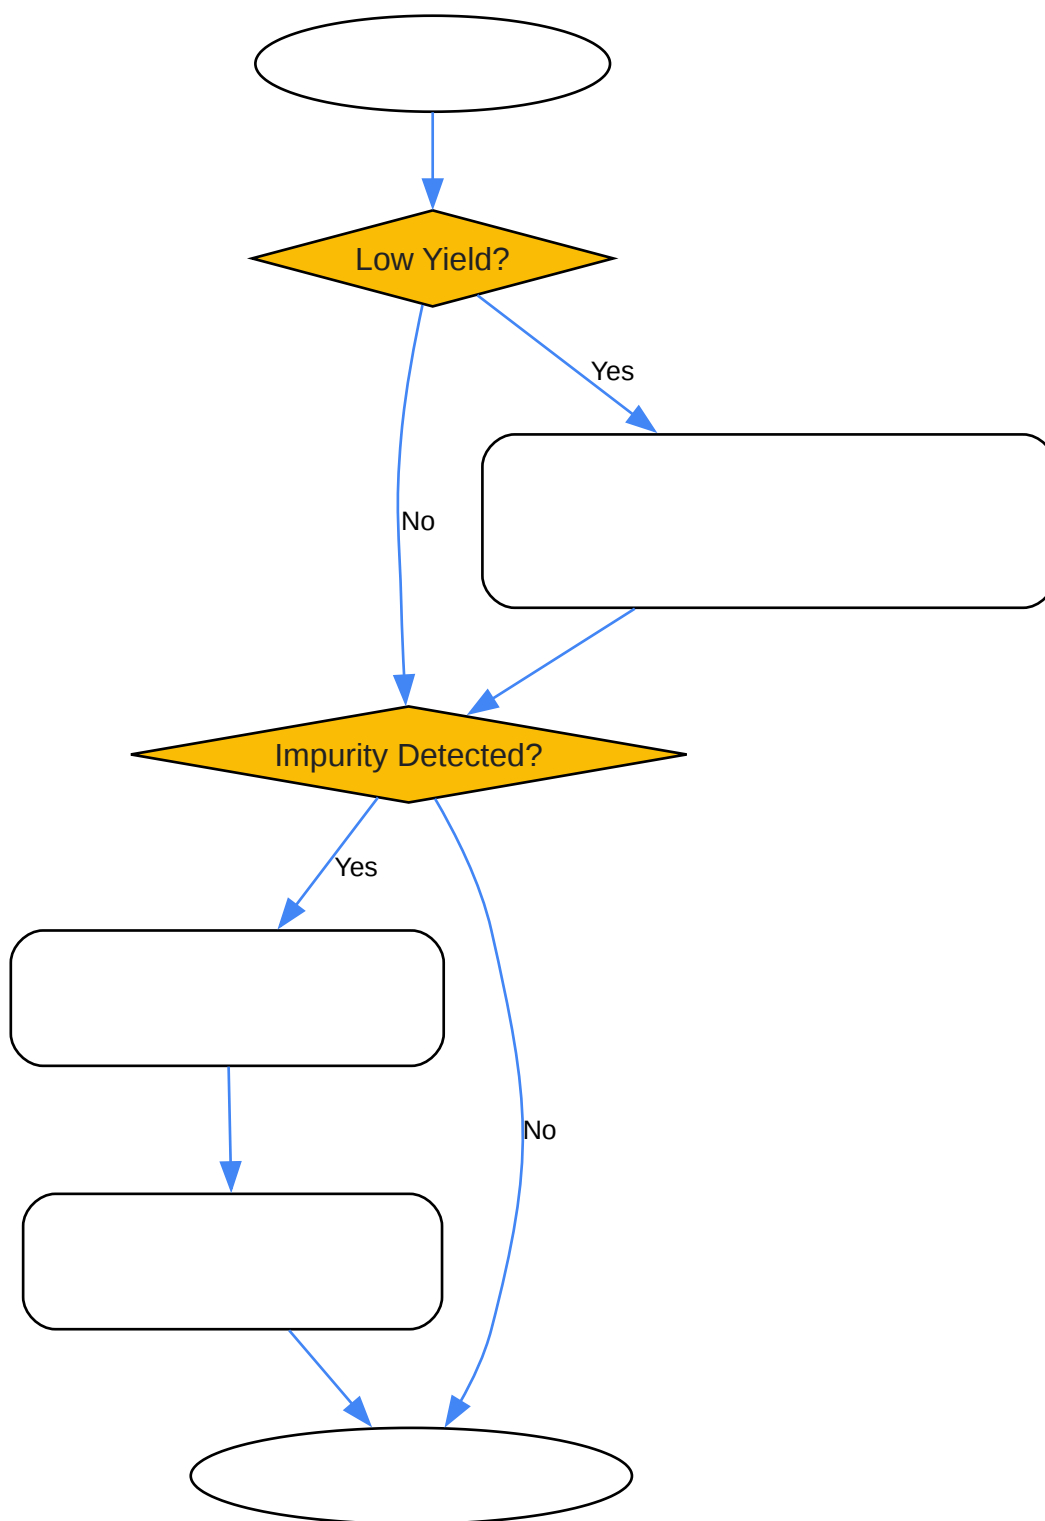 Low Yield?
Yes
No
Impurity Detected?
Yes
No